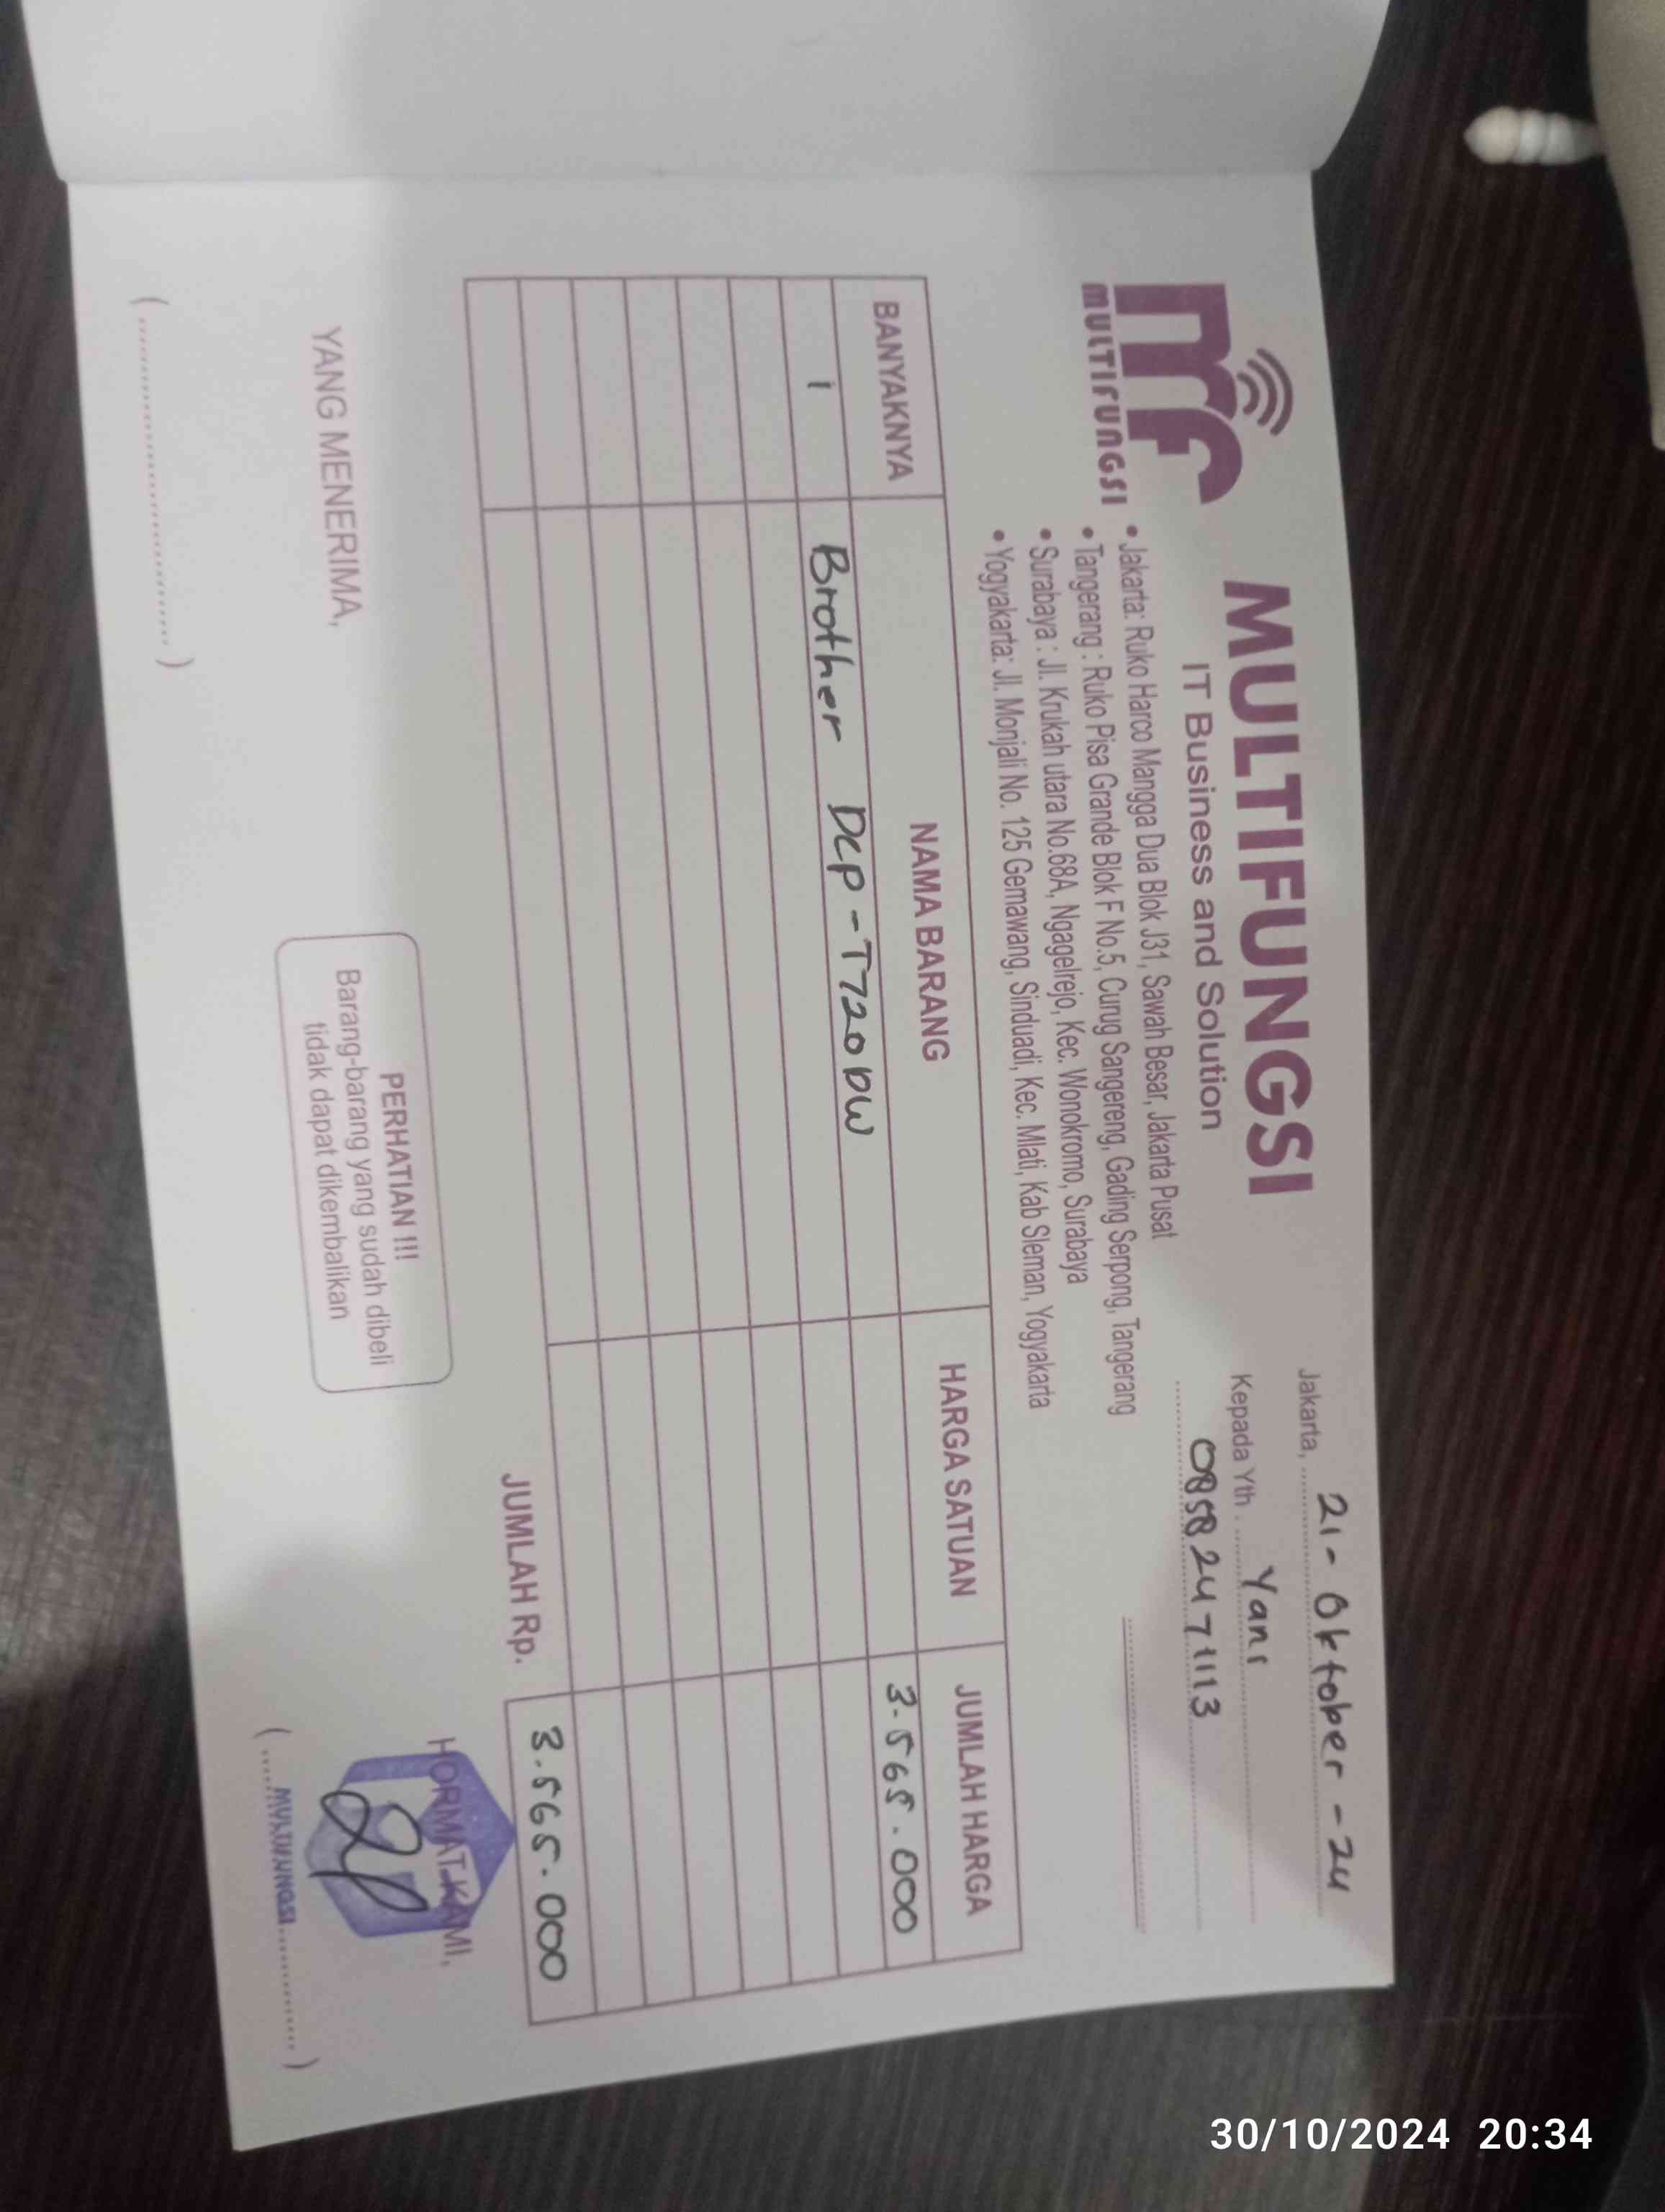 MULTIFUNGSI
MULTIFUNGSI
IT Business and Solution
• Jakarta: Ruko Harco Mangga Dua Blok J31, Sawah Besar, Jakarta Pusat
• Tangerang : Ruko Pisa Grande Blok F No.5, Curug Sangereng, Gading Serpong, Tangerang
• Surabaya : Jl. Krukah utara No.68A, Ngagelrejo, Kec. Wonokromo, Surabaya
• Yogyakarta: Jl. Monjali No. 125 Gemawang, Sinduadi, Kec. Mlati, Kab Sleman, Yogyakarta
Jakarta, 21 - Oktober - 24
Kepada Yth. Yani
08582471113
BANYAKNYA NAMA BARANG HARGA SATUAN JUMLAH HARGA
1 Brother DCP-T720DW 3.565.000
JUMLAH Rp. 3.565.000
YANG MENERIMA,
(..............................)
PERHATIAN !!!
Barang-barang yang sudah dibeli
tidak dapat dikembalikan
HORMAT KAMI,
(... MULTIFUNGSI ............)
30/10/2024 20:34